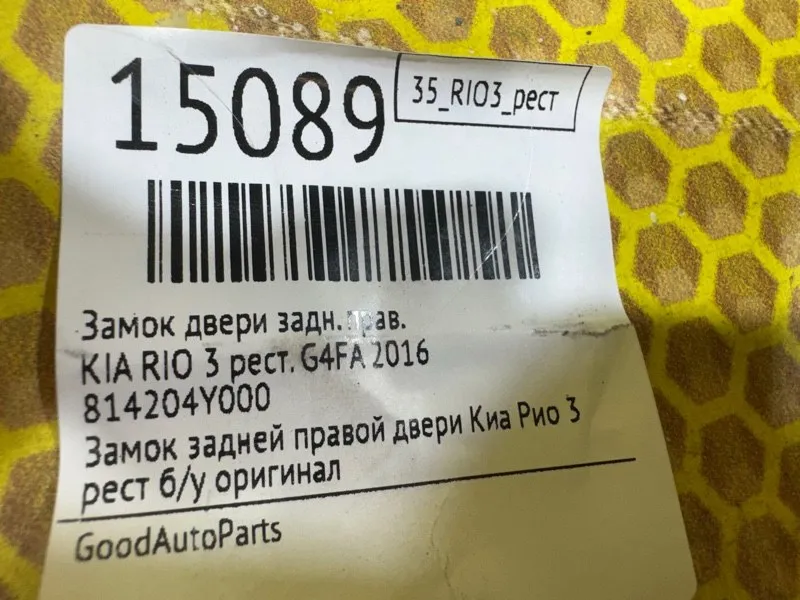 15089
35_RIO3_рест
Замок двери задн. прав.
KIA RIO 3 рест. G4FA 2016
814204Y000
Замок задней правой двери Киа Рио 3
рест б/у оригинал
GoodAutoParts